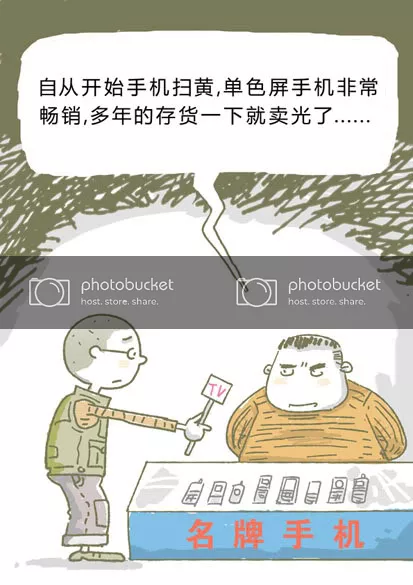 自从开始手机扫黄,单色屏手机非常
畅销,多年的存货一下就卖光了......
photobucket
host. store. share.
photobucket
host. store. share.
TV
名牌手机